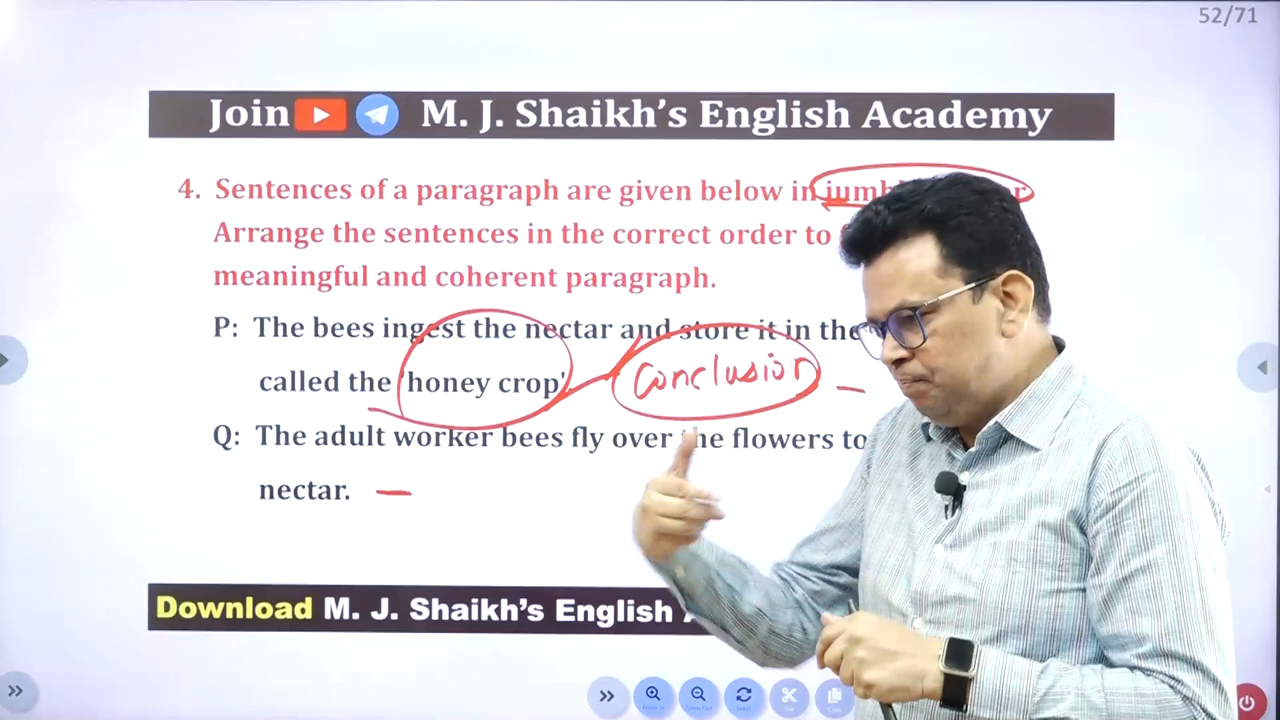 52/71
Join M. J. Shaikh's English Academy
4. Sentences of a paragraph are given below in
Arrange the sentences in the correct order to
meaningful and coherent paragraph.
P: The bees ingest the nectar and store it in the
called the 'honey crop'
conclusion
Q: The adult worker bees fly over the flowers to
nectar.
Download M. J. Shaikh's English